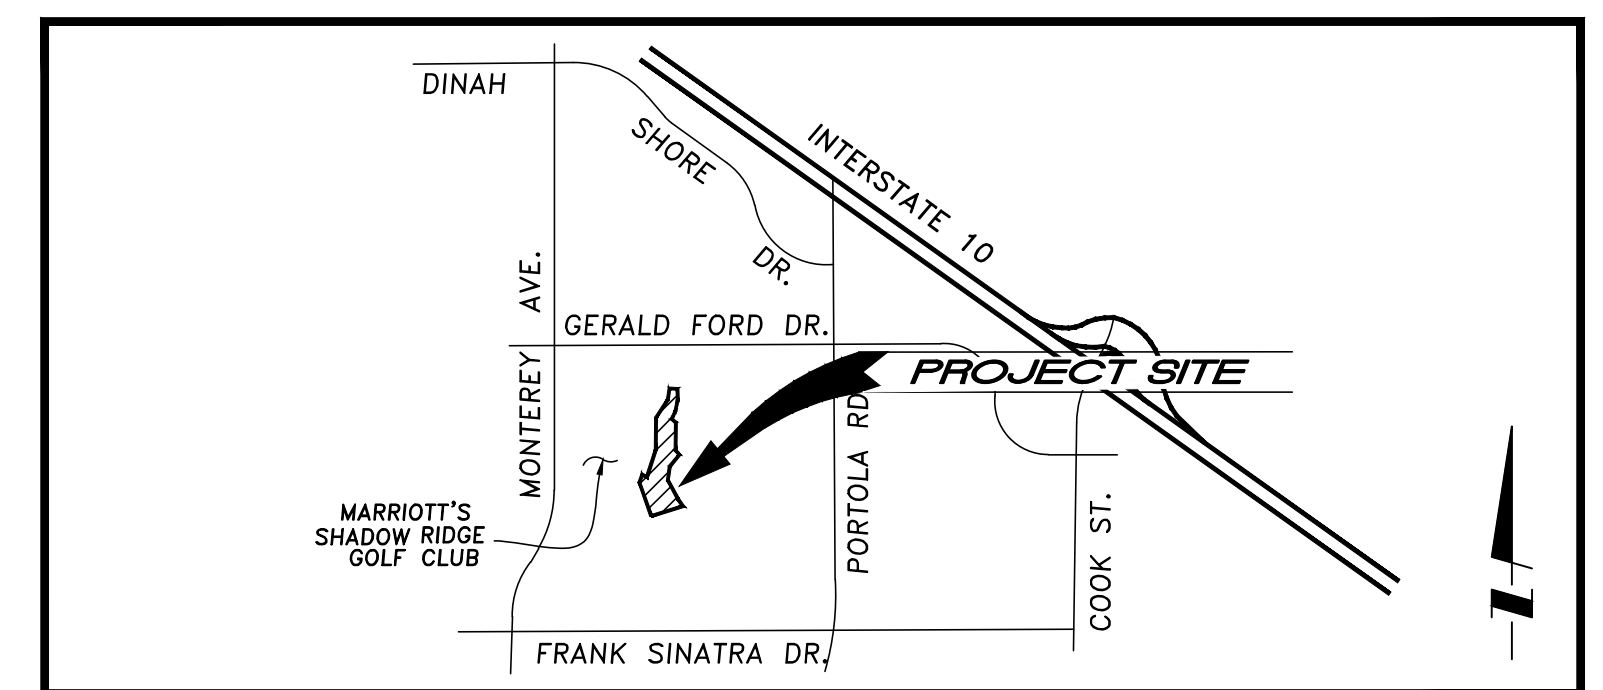 DINAH
SHORE
DR.
INTERSTATE 10
MONTEREY AVE.
GERALD FORD DR.
PROJECT SITE
PORTOLA RD
MARRIOTT'S
SHADOW RIDGE
GOLF CLUB
COOK ST.
FRANK SINATRA DR.
N